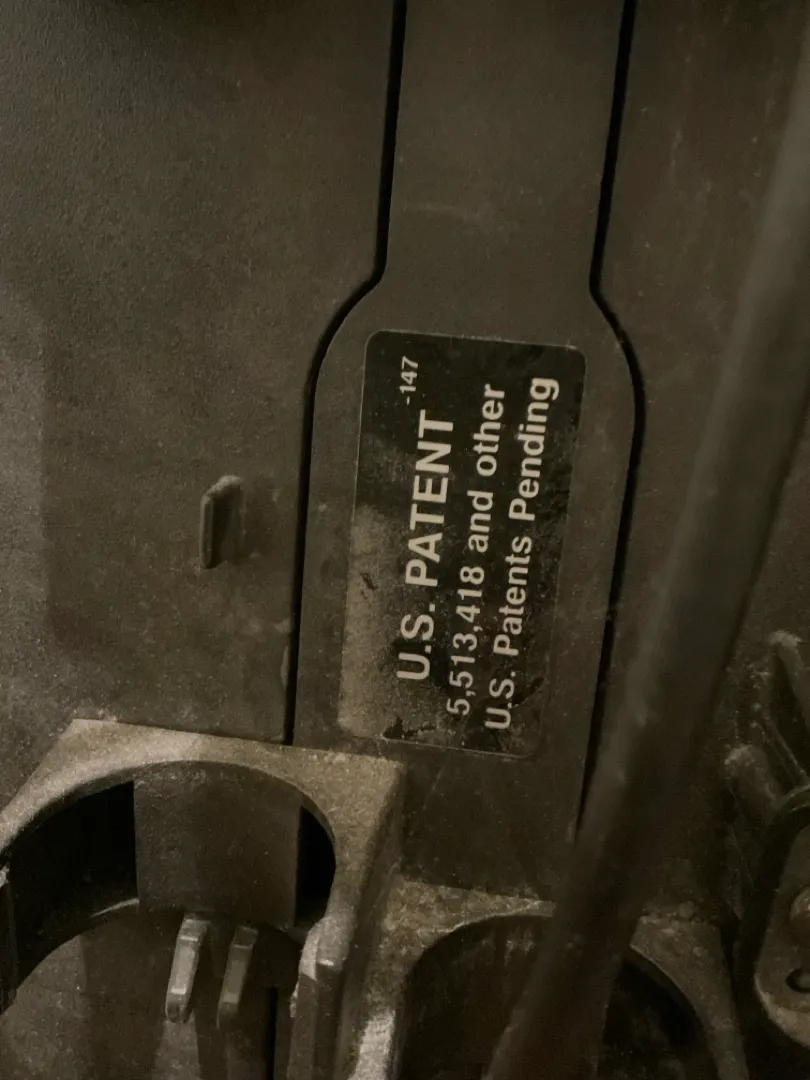 U.S. PATENT -147
5,513,418 and other
U.S. Patents Pending